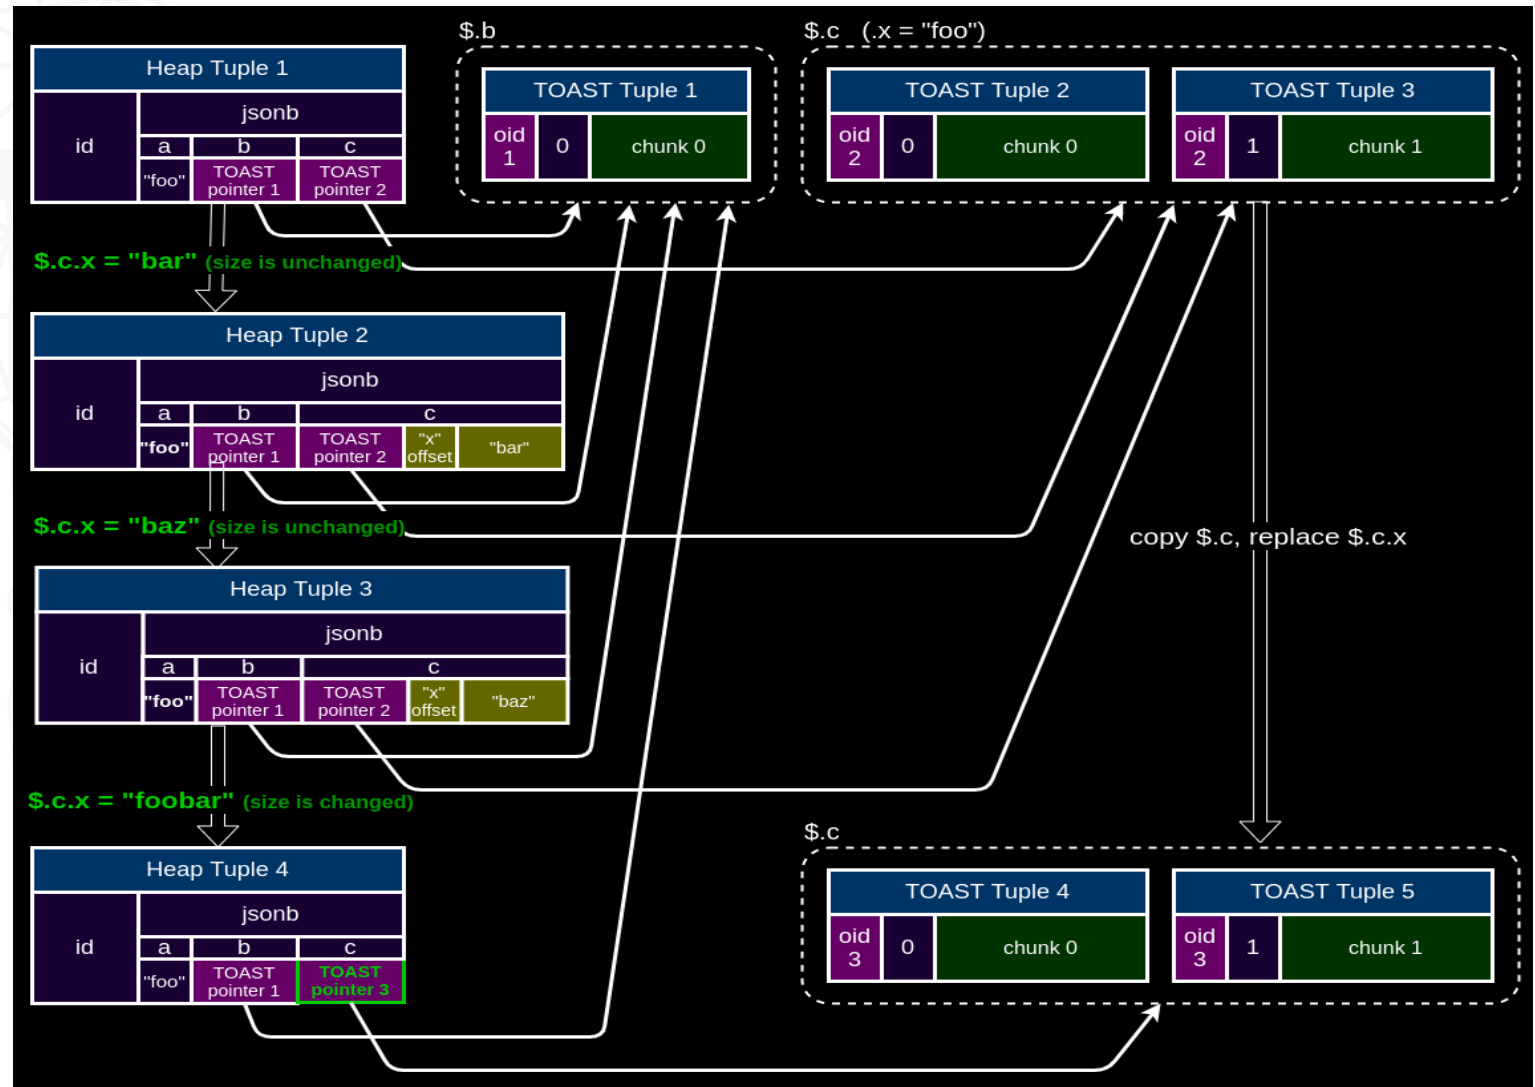 $.b
$.c (.x = "foo")
Heap Tuple 1
id
jsonb
a
b
c
"foo"
TOAST
pointer 1
TOAST
pointer 2
TOAST Tuple 1
oid
1
0
chunk 0
TOAST Tuple 2
oid
2
0
chunk 0
TOAST Tuple 3
oid
2
1
chunk 1
$.c.x = "bar" (size is unchanged)
Heap Tuple 2
id
jsonb
a
b
c
"foo"
TOAST
pointer 1
TOAST
pointer 2
"x"
offset
"bar"
$.c.x = "baz" (size is unchanged)
copy $.c, replace $.c.x
Heap Tuple 3
id
jsonb
a
b
c
"foo"
TOAST
pointer 1
TOAST
pointer 2
"x"
offset
"baz"
$.c.x = "foobar" (size is changed)
Heap Tuple 4
id
jsonb
a
b
c
"foo"
TOAST
pointer 1
TOAST
pointer 3
$.c
TOAST Tuple 4
oid
3
0
chunk 0
TOAST Tuple 5
oid
3
1
chunk 1